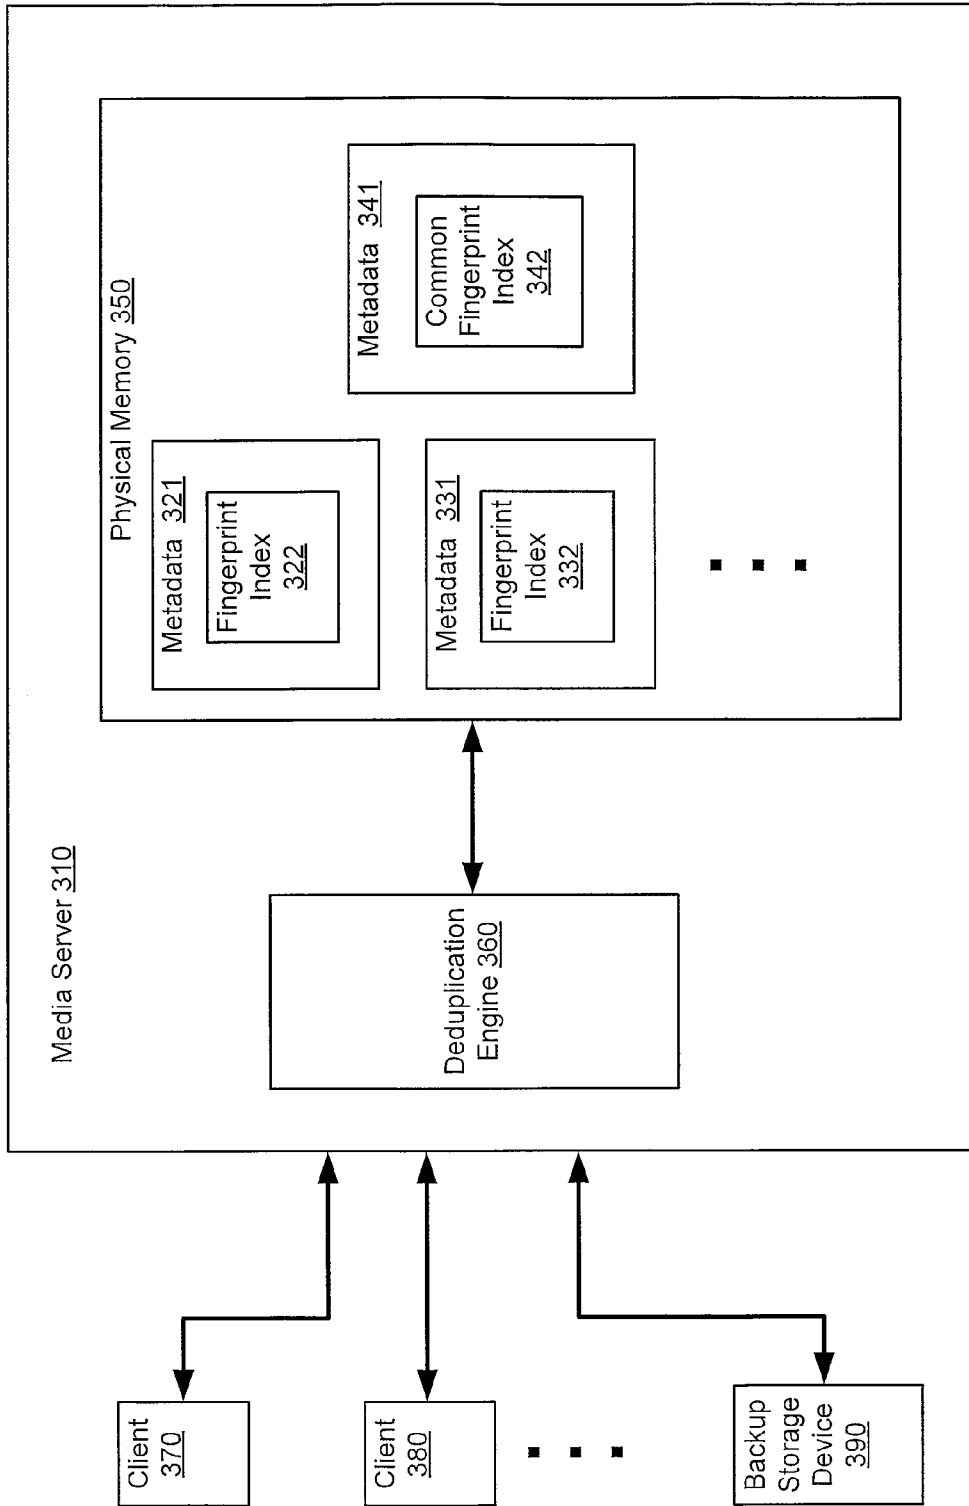 Media Server 310
Physical Memory 350
Metadata 321
Fingerprint
Index
322
Metadata 331
Fingerprint
Index
332
Metadata 341
Common
Fingerprint
Index
342
Deduplication
Engine 360
Client
370
Client
380
Backup
Storage
Device
390